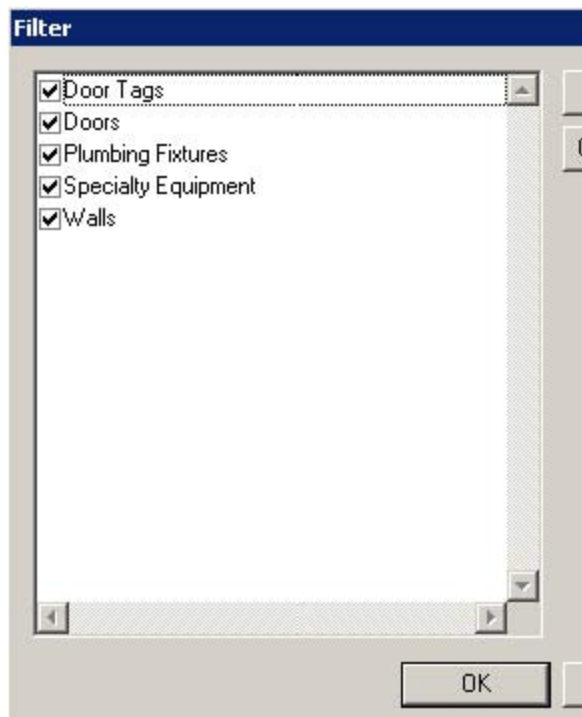 Filter
Door Tags
Doors
Plumbing Fixtures
Specialty Equipment
Walls
OK